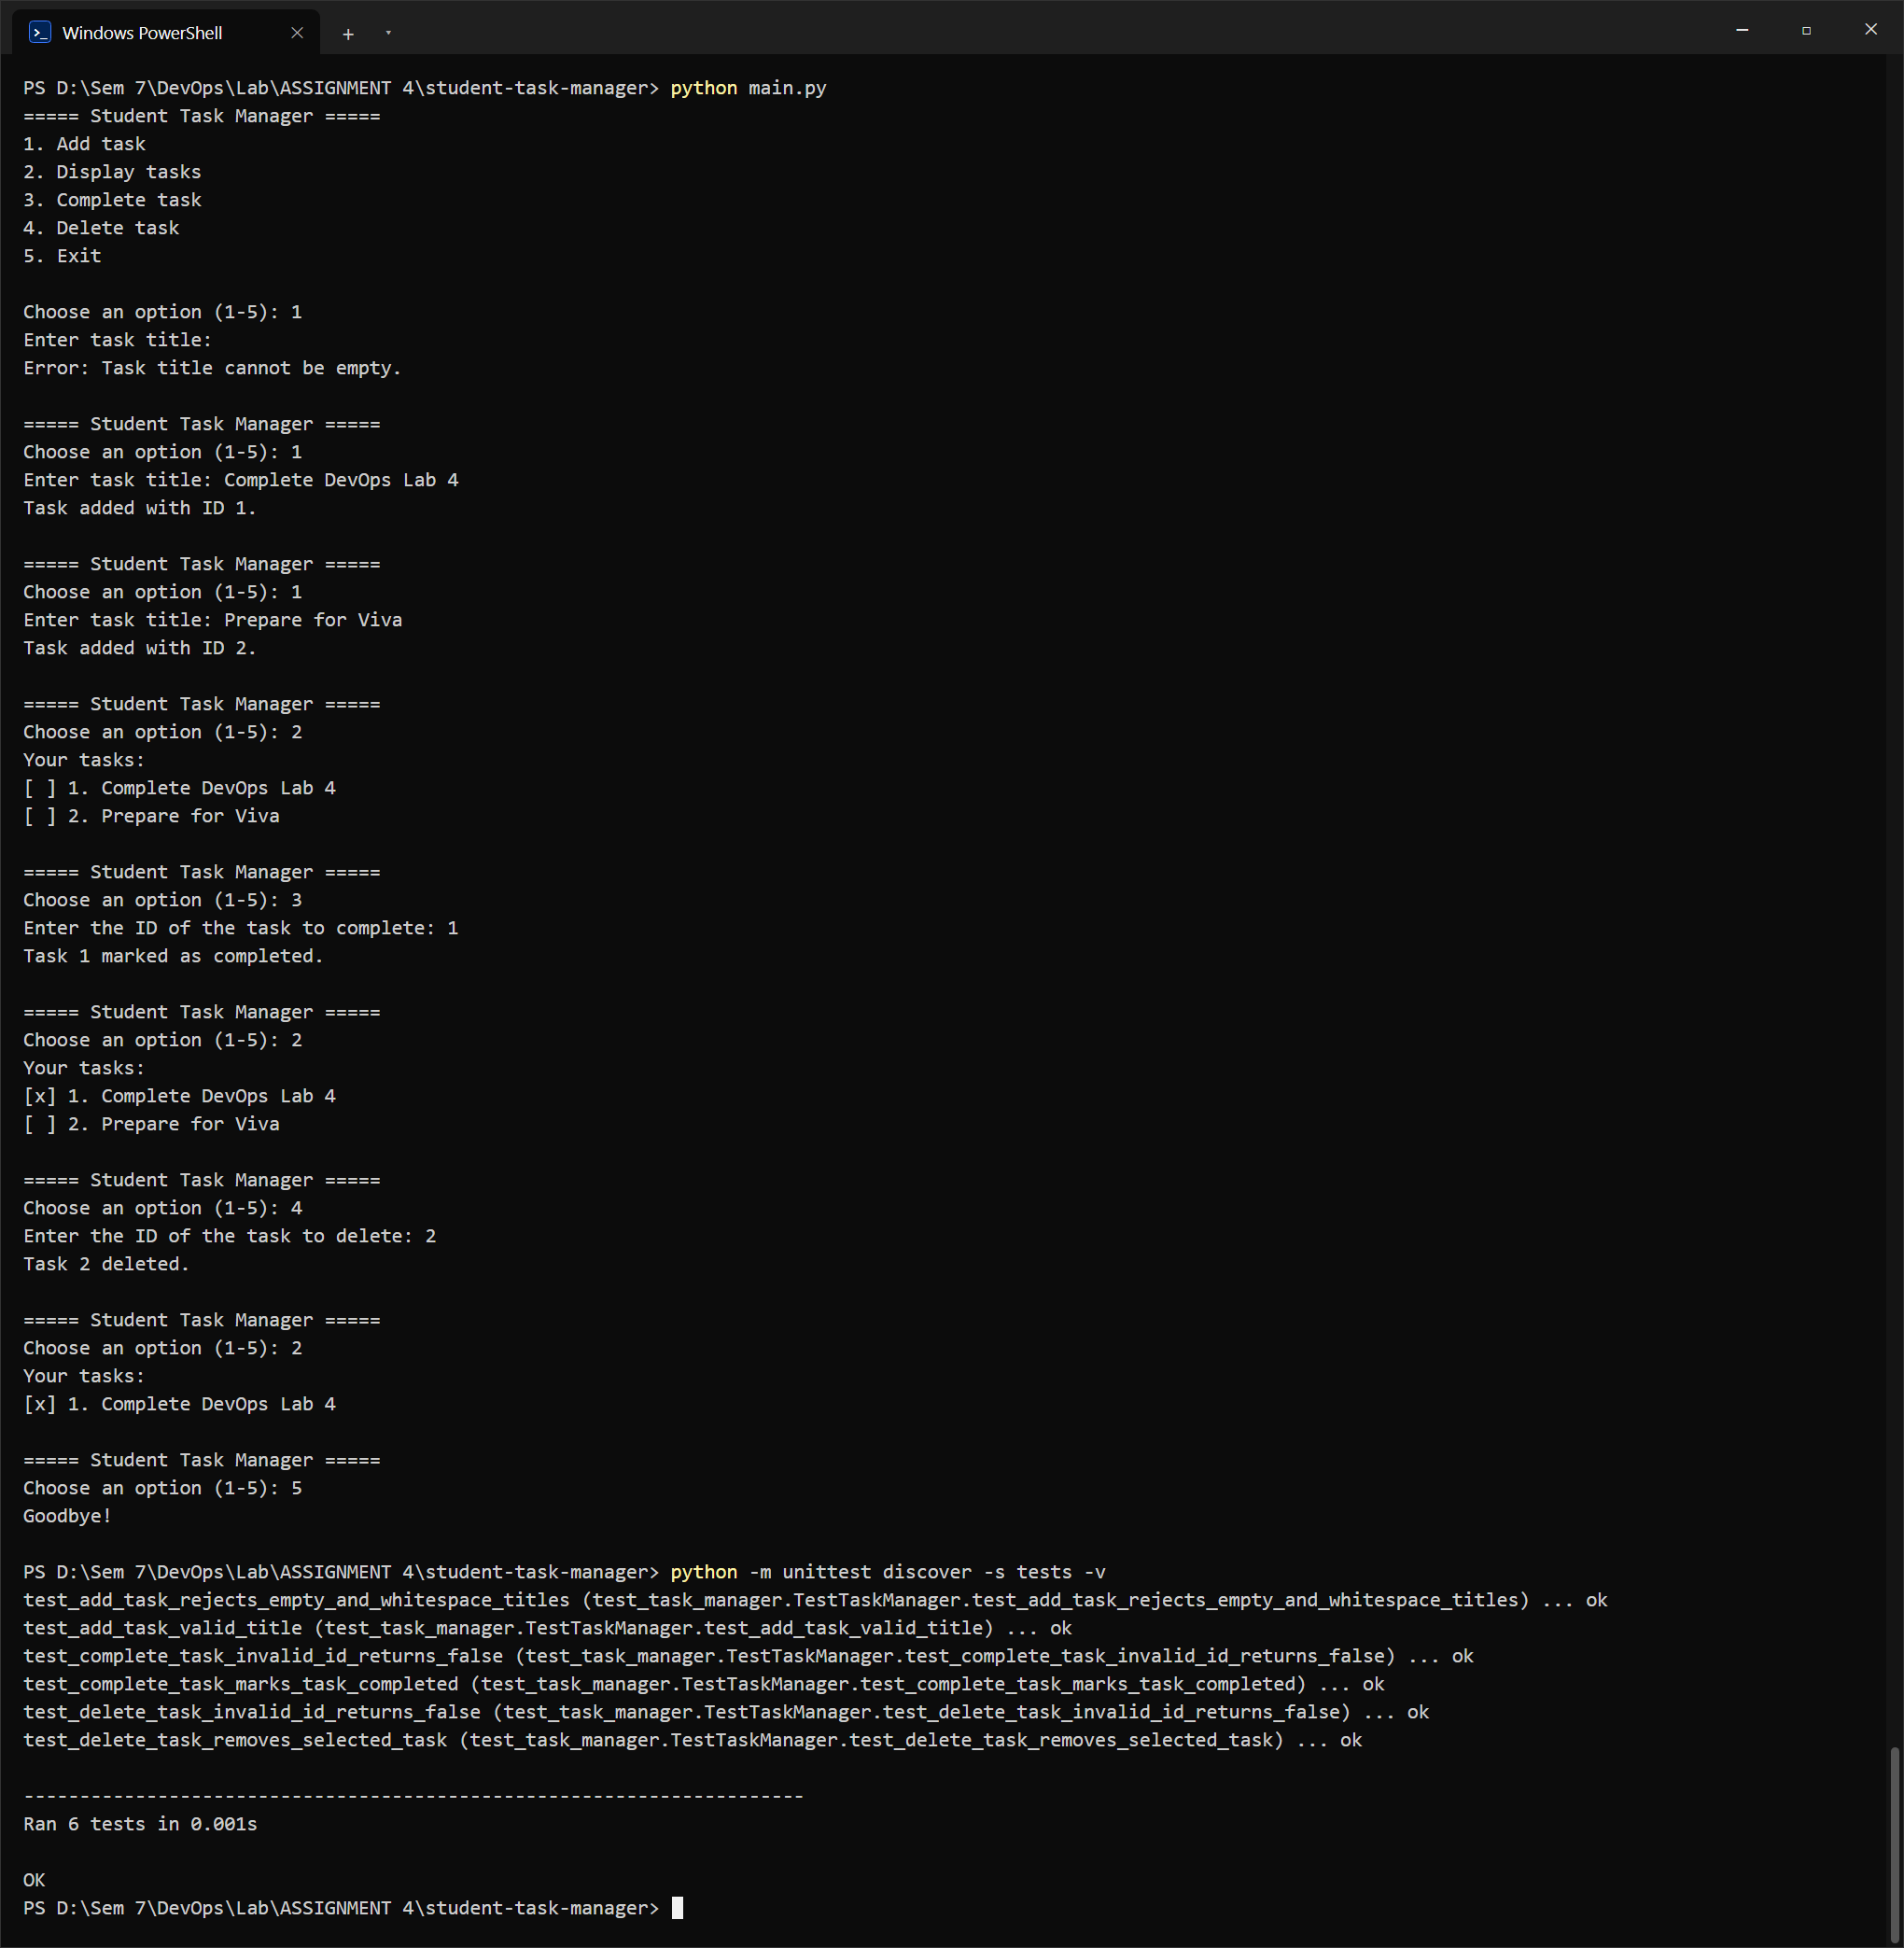 Windows PowerShell
PS D:\Sem 7\DevOps\Lab\ASSIGNMENT 4\student-task-manager> python main.py
===== Student Task Manager =====
1. Add task
2. Display tasks
3. Complete task
4. Delete task
5. Exit
Choose an option (1-5): 1
Enter task title:
Error: Task title cannot be empty.
===== Student Task Manager =====
Choose an option (1-5): 1
Enter task title: Complete DevOps Lab 4
Task added with ID 1.
===== Student Task Manager =====
Choose an option (1-5): 1
Enter task title: Prepare for Viva
Task added with ID 2.
===== Student Task Manager =====
Choose an option (1-5): 2
Your tasks:
[ ] 1. Complete DevOps Lab 4
[ ] 2. Prepare for Viva
===== Student Task Manager =====
Choose an option (1-5): 3
Enter the ID of the task to complete: 1
Task 1 marked as completed.
===== Student Task Manager =====
Choose an option (1-5): 2
Your tasks:
[x] 1. Complete DevOps Lab 4
[ ] 2. Prepare for Viva
===== Student Task Manager =====
Choose an option (1-5): 4
Enter the ID of the task to delete: 2
Task 2 deleted.
===== Student Task Manager =====
Choose an option (1-5): 2
Your tasks:
[x] 1. Complete DevOps Lab 4
===== Student Task Manager =====
Choose an option (1-5): 5
Goodbye!
PS D:\Sem 7\DevOps\Lab\ASSIGNMENT 4\student-task-manager> python -m unittest discover -s tests -v
test_add_task_rejects_empty_and_whitespace_titles (test_task_manager.TestTaskManager.test_add_task_rejects_empty_and_whitespace_titles) ... ok
test_add_task_valid_title (test_task_manager.TestTaskManager.test_add_task_valid_title) ... ok
test_complete_task_invalid_id_returns_false (test_task_manager.TestTaskManager.test_complete_task_invalid_id_returns_false) ... ok
test_complete_task_marks_task_completed (test_task_manager.TestTaskManager.test_complete_task_marks_task_completed) ... ok
test_delete_task_invalid_id_returns_false (test_task_manager.TestTaskManager.test_delete_task_invalid_id_returns_false) ... ok
test_delete_task_removes_selected_task (test_task_manager.TestTaskManager.test_delete_task_removes_selected_task) ... ok
----------------------------------------------------------------------
Ran 6 tests in 0.001s
OK
PS D:\Sem 7\DevOps\Lab\ASSIGNMENT 4\student-task-manager>